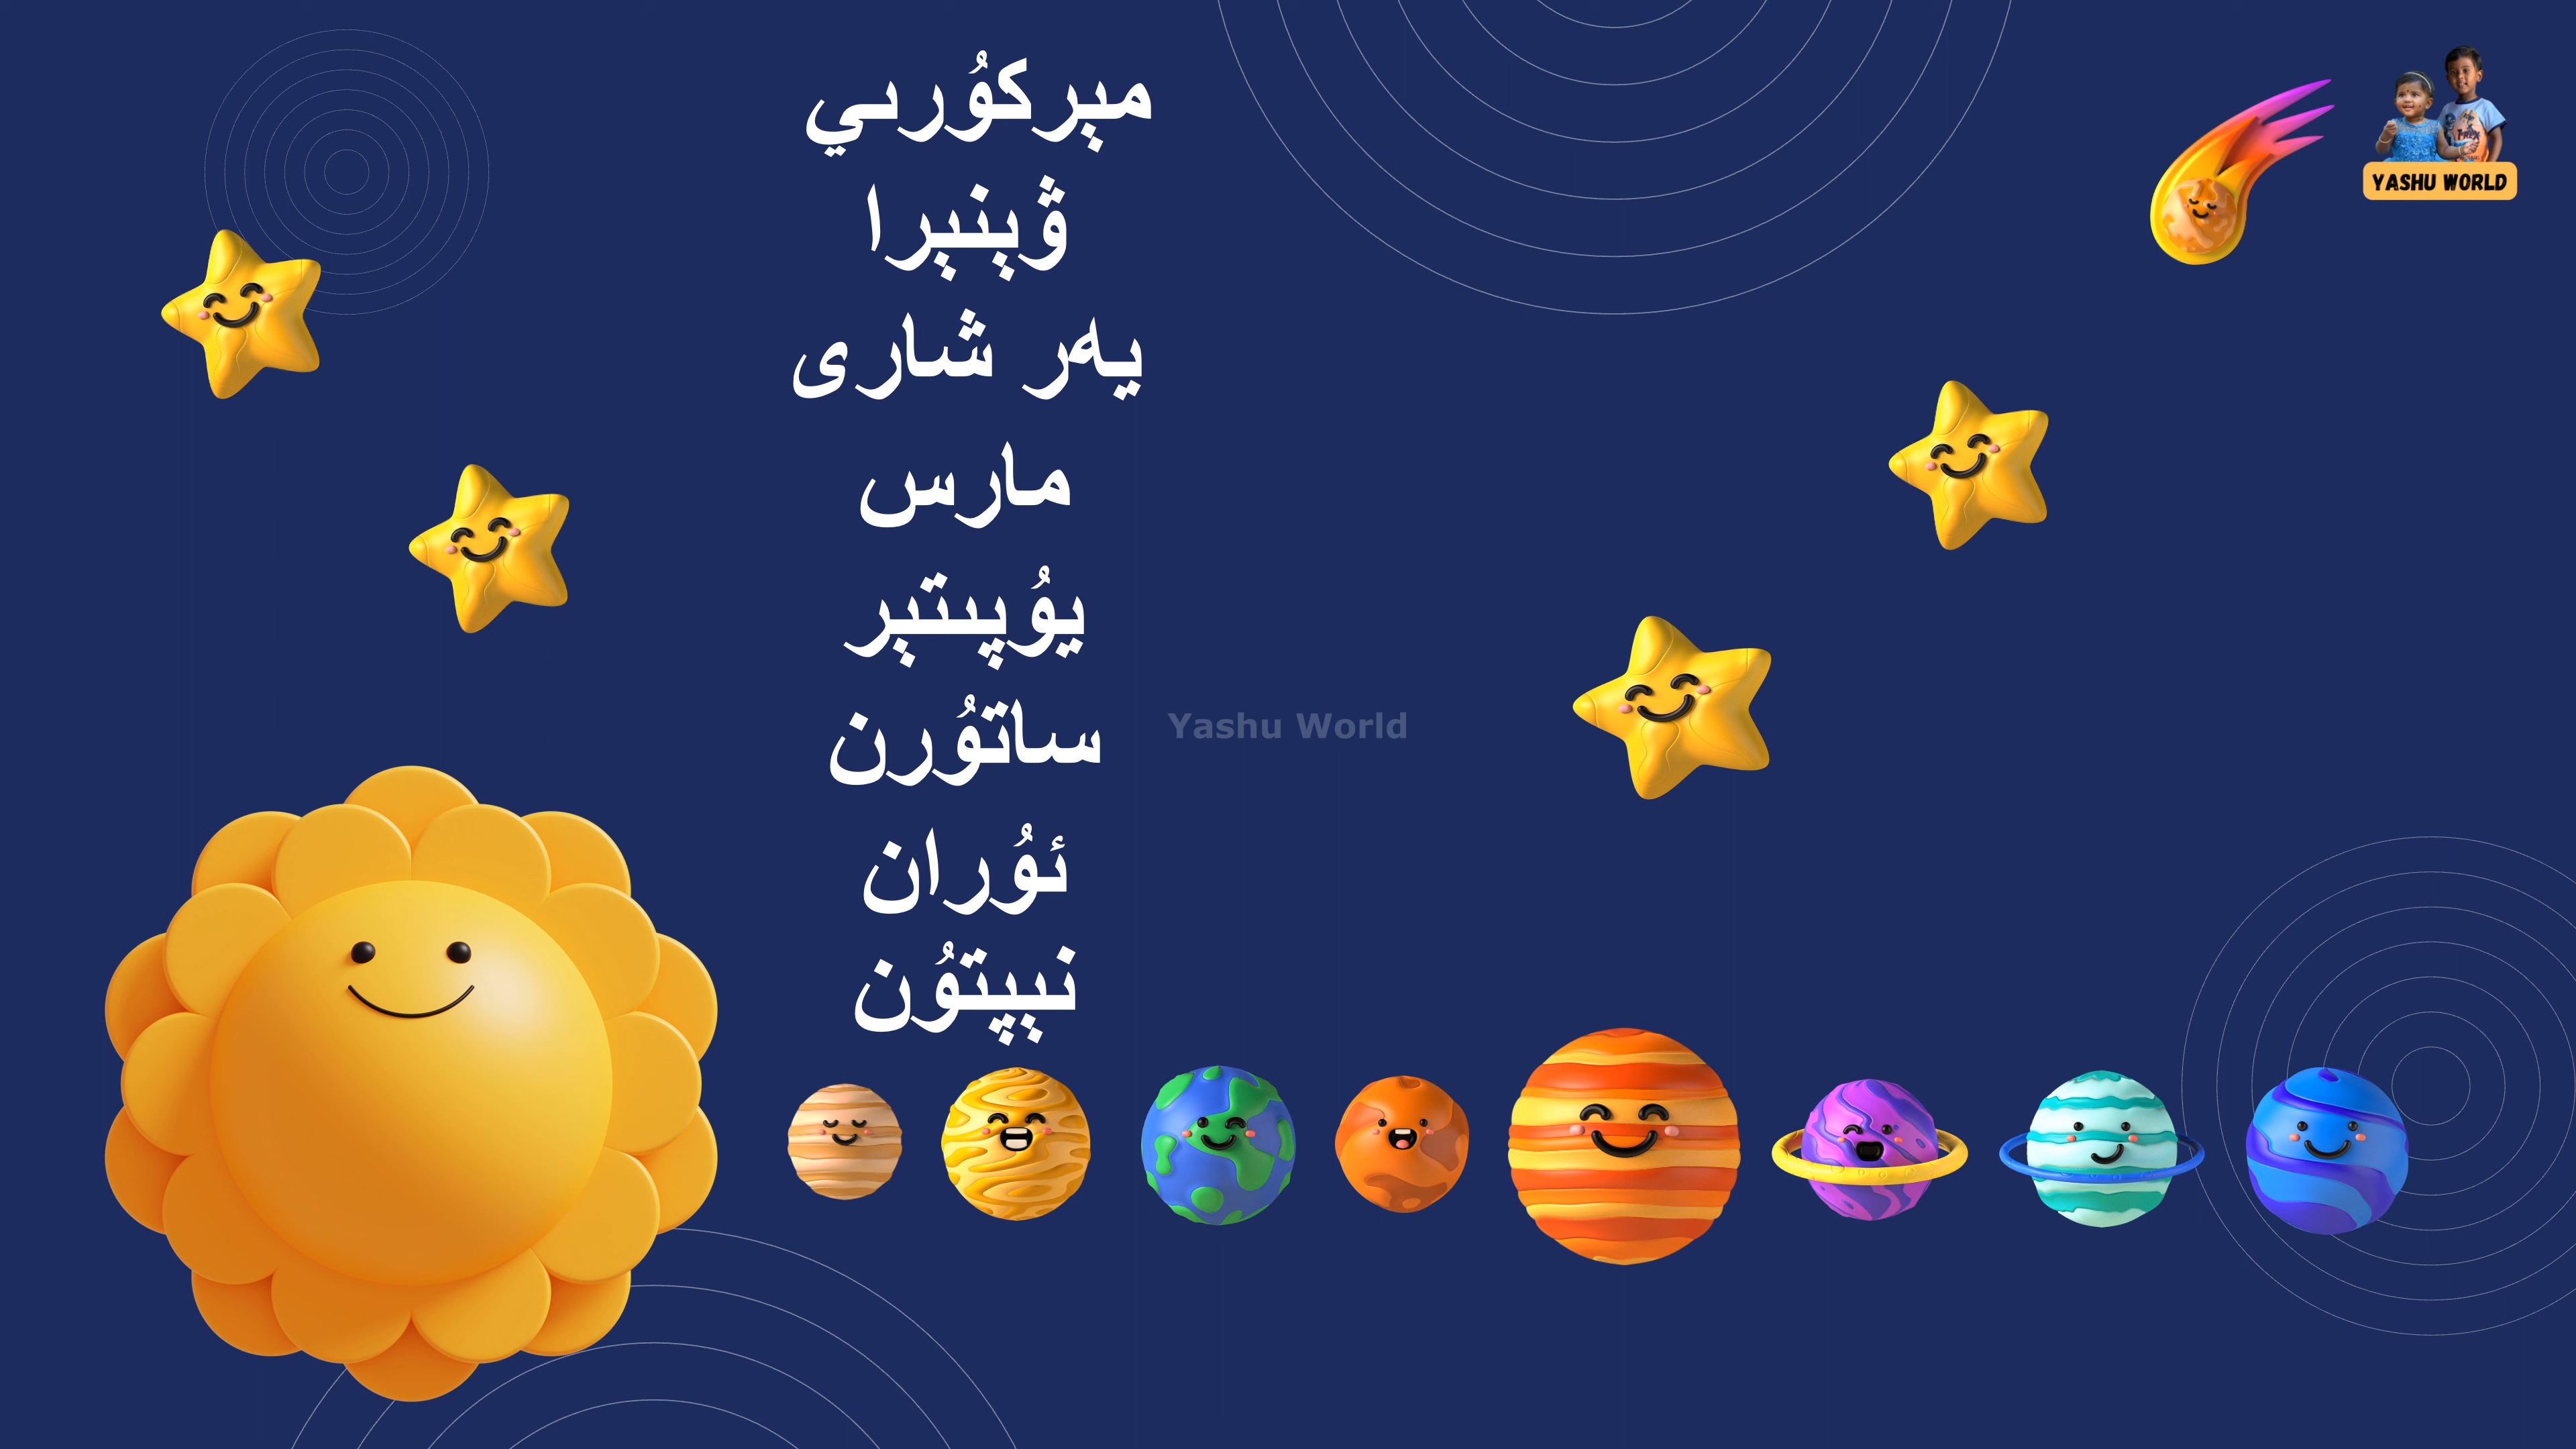 مېركۇرىي
ۋېنېرا
يەر شارى
مارس
يۇپىتېر
ساتۇرن
ئۇران
نېپتۇن
YASHU WORLD
Yashu World